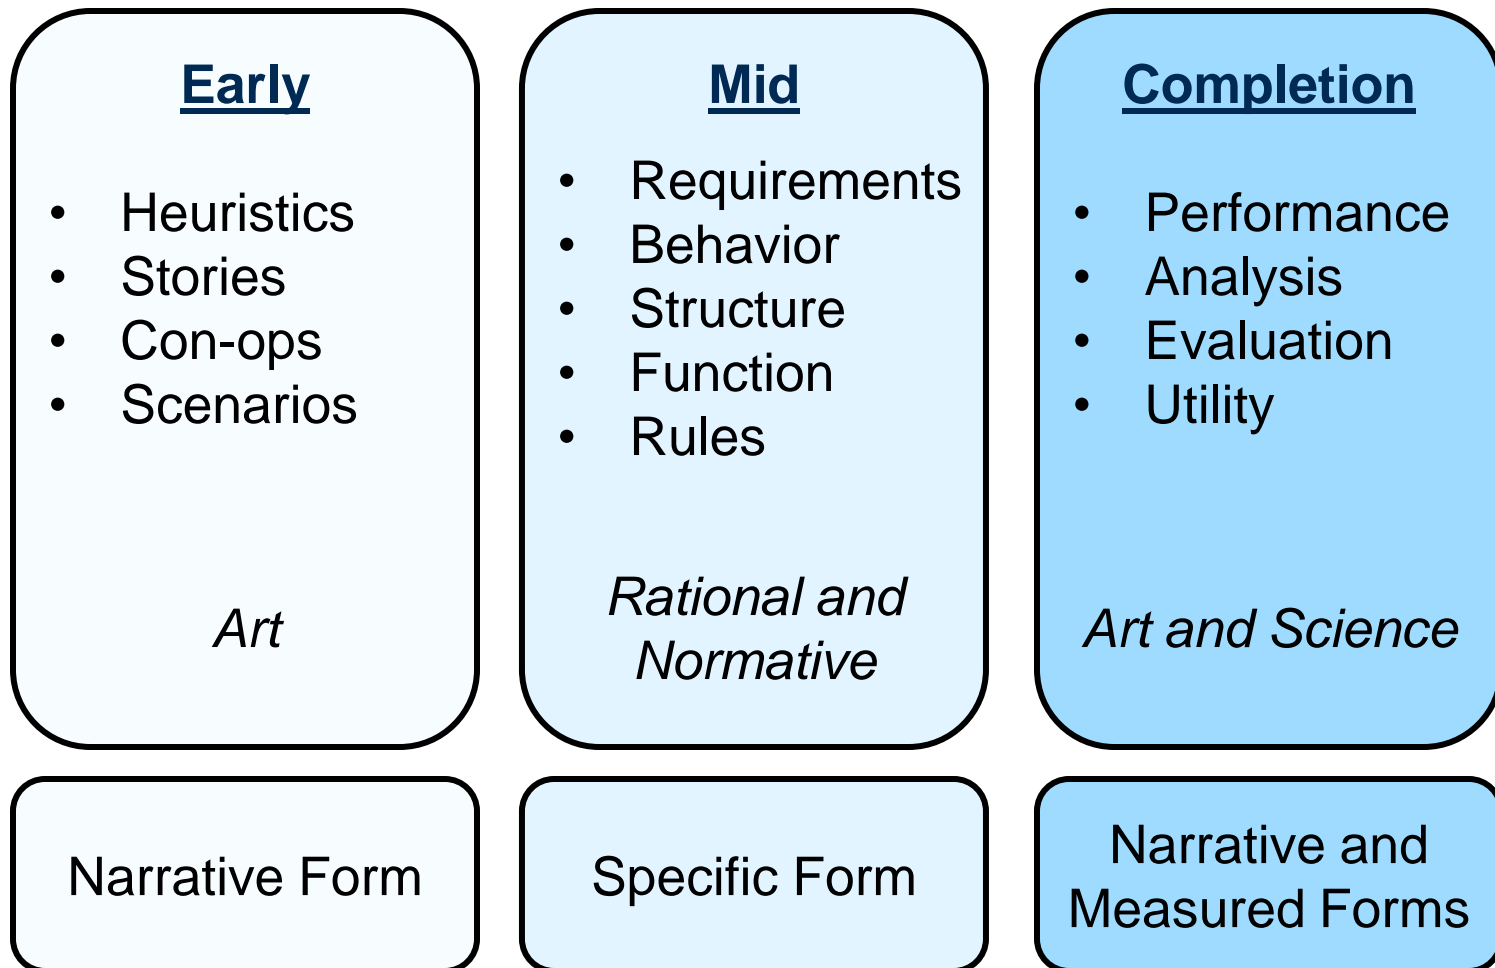 Early
• Heuristics
• Stories
• Con-ops
• Scenarios
Art
Narrative Form
Mid
• Requirements
• Behavior
• Structure
• Function
• Rules
Rational and
Normative
Specific Form
Completion
• Performance
• Analysis
• Evaluation
• Utility
Art and Science
Narrative and
Measured Forms